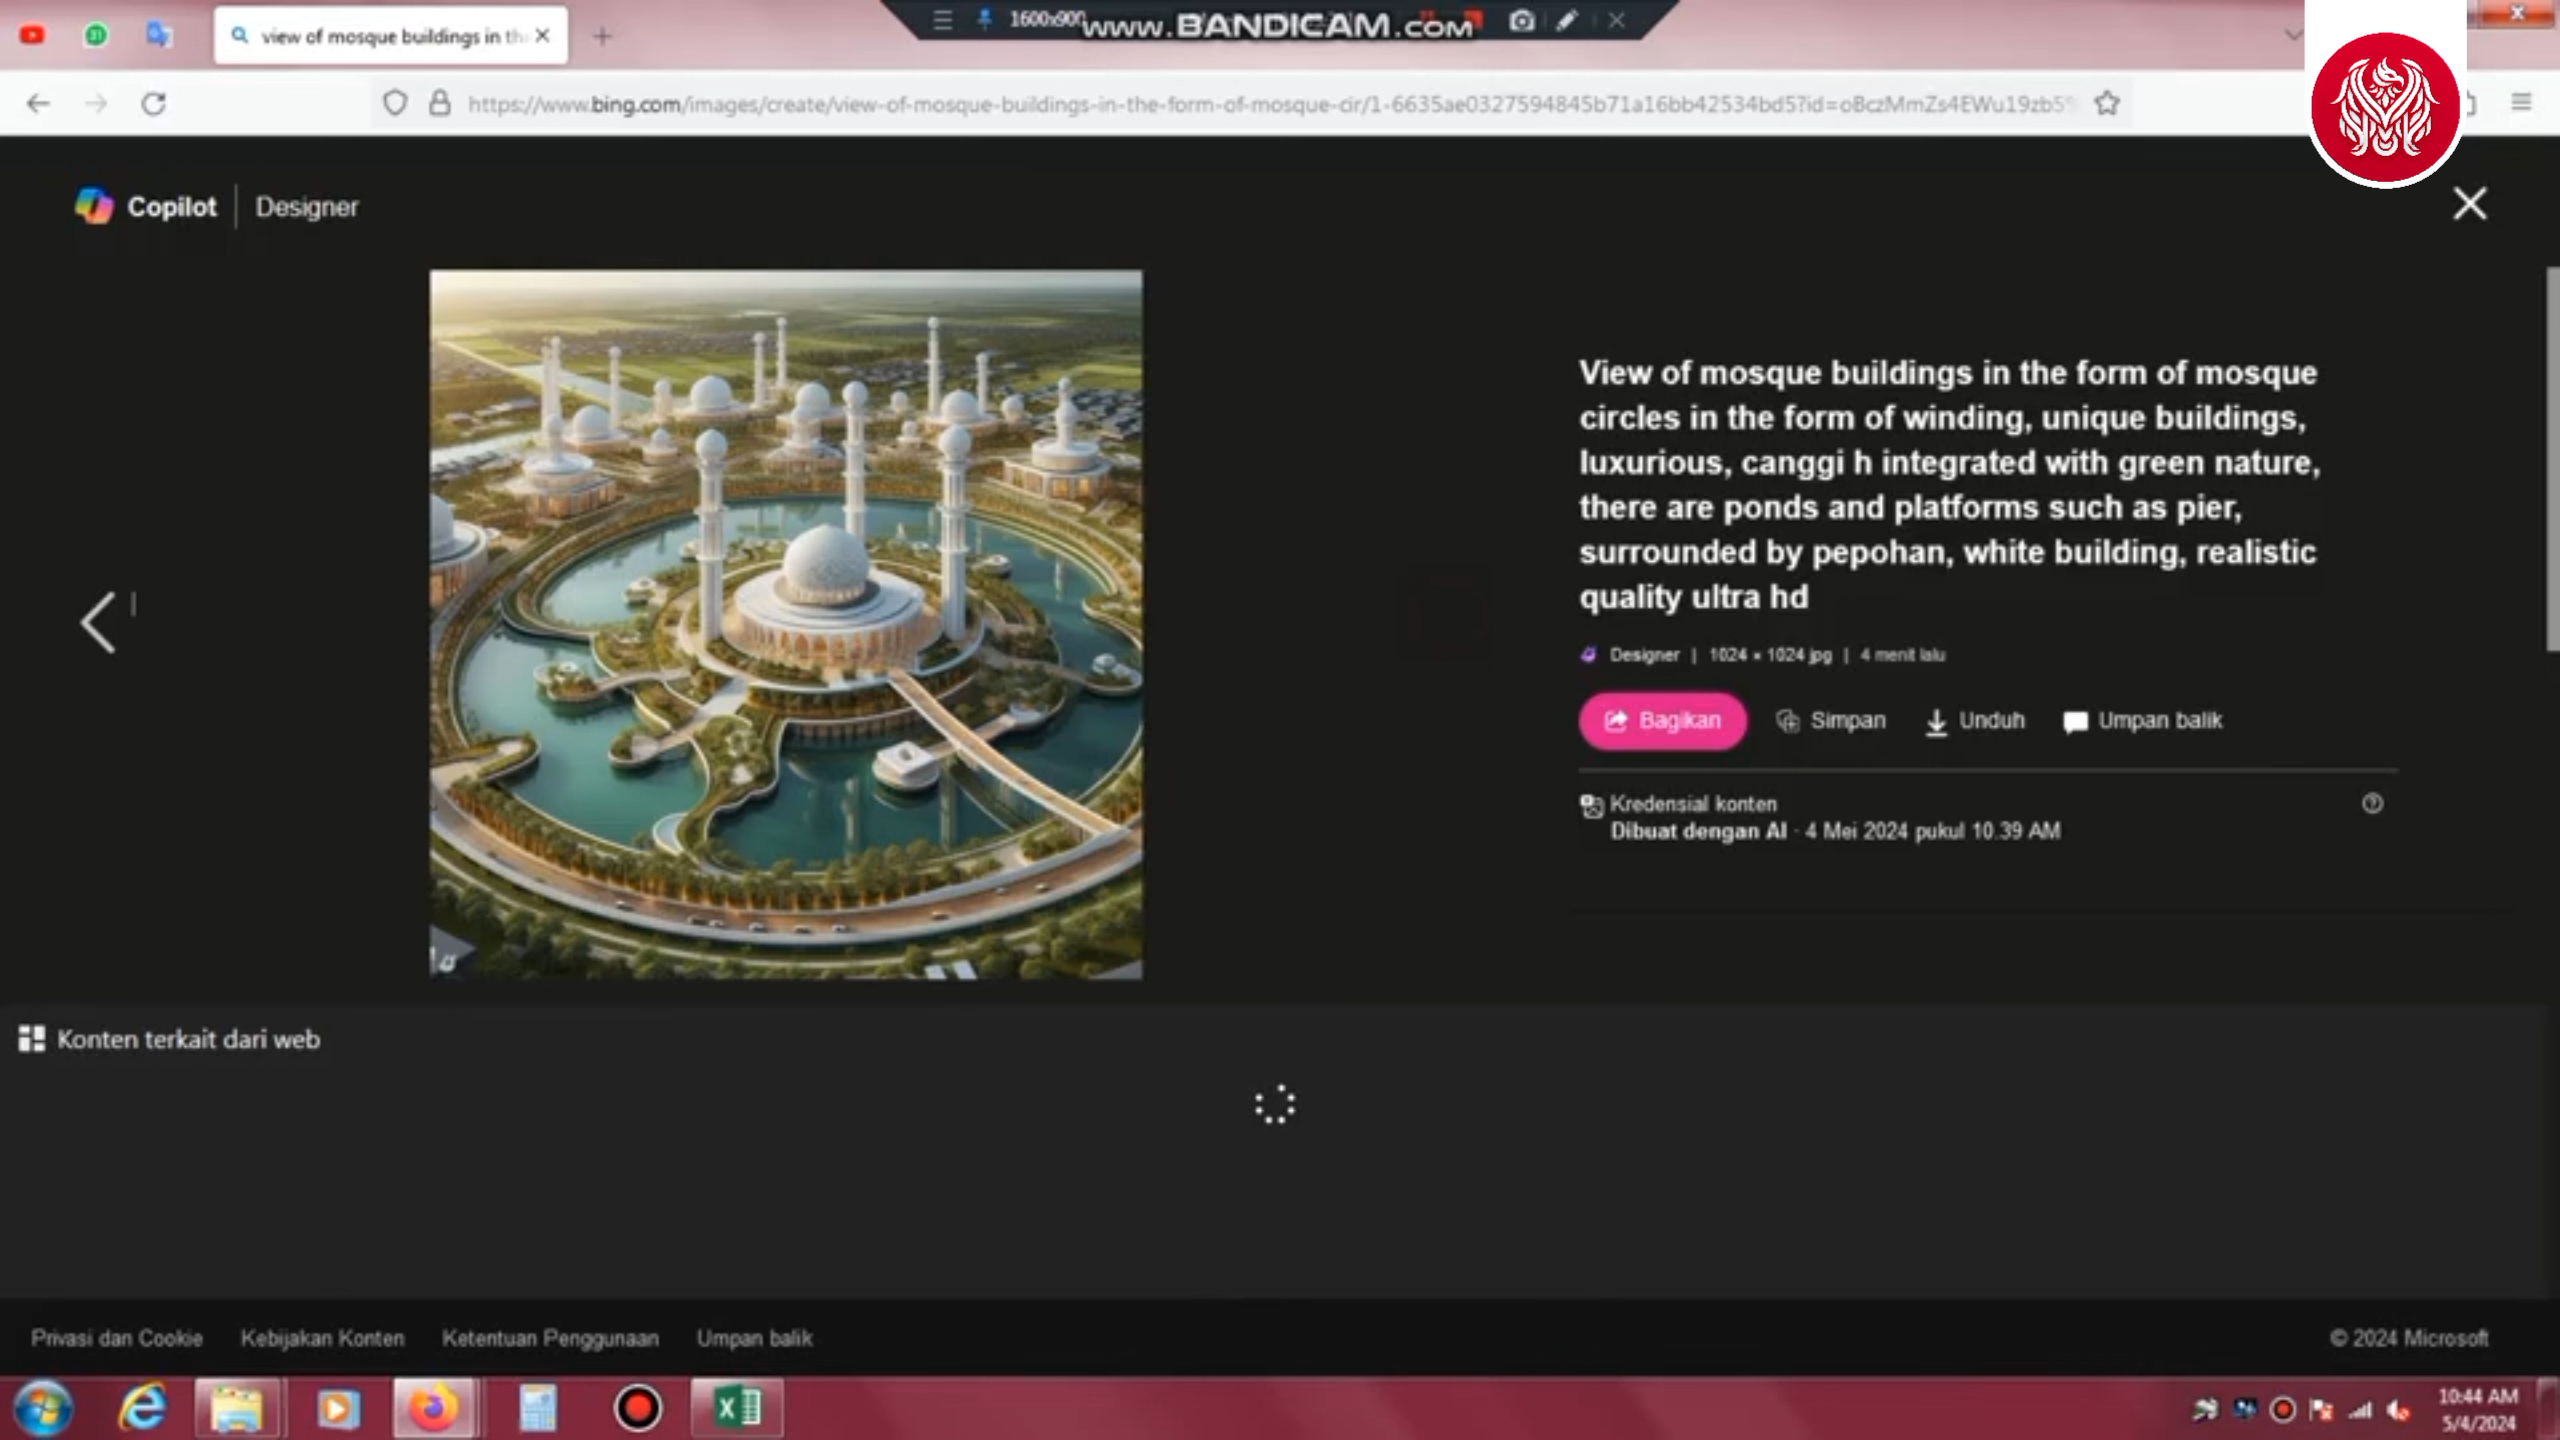 view of mosque buildings in th
1600x900
www.BANDICAM.COM
https://www.bing.com/images/create/view-of-mosque-buildings-in-the-form-of-mosque-cir/1-6635ae0327594845b71a16bb42534bd5?id=oBczMmZs4EWu19zb5
Copilot | Designer
View of mosque buildings in the form of mosque
circles in the form of winding, unique buildings,
luxurious, canggi h integrated with green nature,
there are ponds and platforms such as pier,
surrounded by pepohan, white building, realistic
quality ultra hd
Designer | 1024 × 1024 jpg | 4 menit lalu
Bagikan Simpan Unduh Umpan balik
Kredensial konten
Dibuat dengan AI · 4 Mei 2024 pukul 10.39 AM
Konten terkait dari web
Privasi dan Cookie Kebijakan Konten Ketentuan Penggunaan Umpan balik © 2024 Microsoft
10:44 AM
5/4/2024